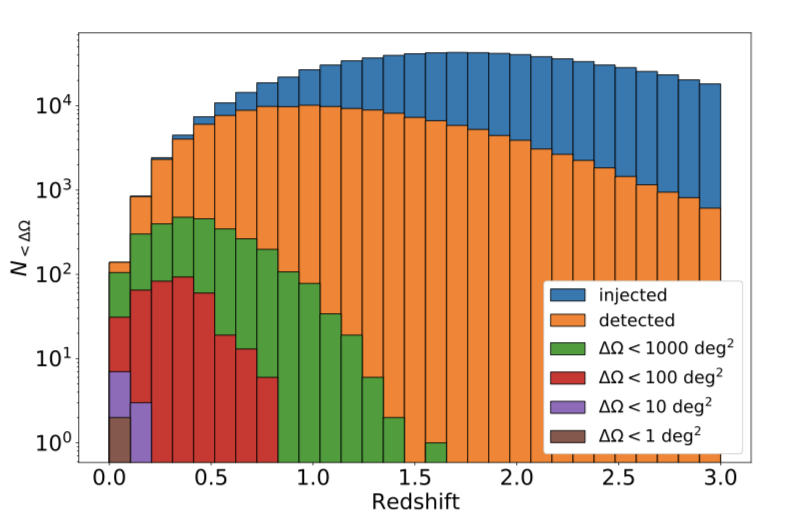 N<ΔΩ
10⁴
10³
10²
10¹
10⁰
injected
detected
ΔΩ < 1000 deg²
ΔΩ < 100 deg²
ΔΩ < 10 deg²
ΔΩ < 1 deg²
0.0 0.5 1.0 1.5 2.0 2.5 3.0
Redshift